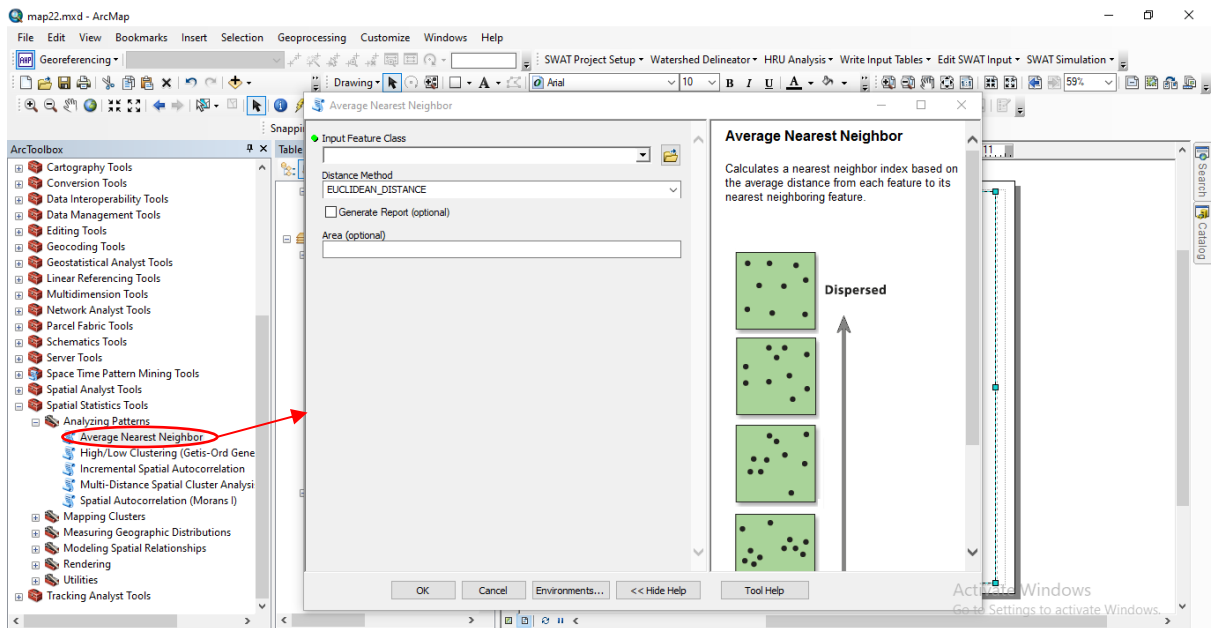 map22.mxd - ArcMap
File Edit View Bookmarks Insert Selection Geoprocessing Customize Windows Help
AHP Georeferencing SWAT Project Setup Watershed Delineator HRU Analysis Write Input Tables Edit SWAT Input SWAT Simulation
Drawing A Arial 10 B I U A 59%
Average Nearest Neighbor
Snappi
ArcToolbox
Table
Cartography Tools
Conversion Tools
Data Interoperability Tools
Data Management Tools
Editing Tools
Geocoding Tools
Geostatistical Analyst Tools
Linear Referencing Tools
Multidimension Tools
Network Analyst Tools
Parcel Fabric Tools
Schematics Tools
Server Tools
Space Time Pattern Mining Tools
Spatial Analyst Tools
Spatial Statistics Tools
Analyzing Patterns
Average Nearest Neighbor
High/Low Clustering (Getis-Ord Gene
Incremental Spatial Autocorrelation
Multi-Distance Spatial Cluster Analysi
Spatial Autocorrelation (Morans I)
Mapping Clusters
Measuring Geographic Distributions
Modeling Spatial Relationships
Rendering
Utilities
Tracking Analyst Tools
Input Feature Class
Distance Method
EUCLIDEAN_DISTANCE
Generate Report (optional)
Area (optional)
OK Cancel Environments... << Hide Help Tool Help
Average Nearest Neighbor
Calculates a nearest neighbor index based on
the average distance from each feature to its
nearest neighboring feature.
Dispersed
11
Search
Catalog
Activate Windows
Go to Settings to activate Windows.